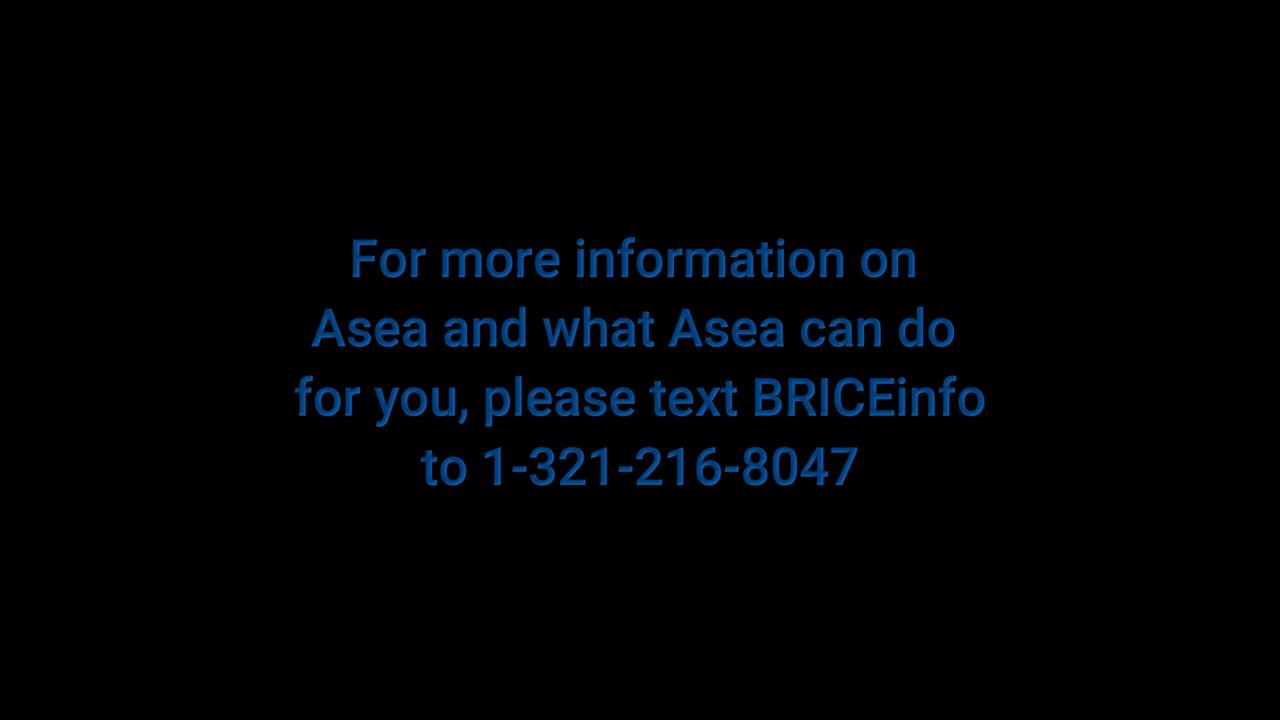 For more information on
Asea and what Asea can do
for you, please text BRICEinfo
to 1-321-216-8047